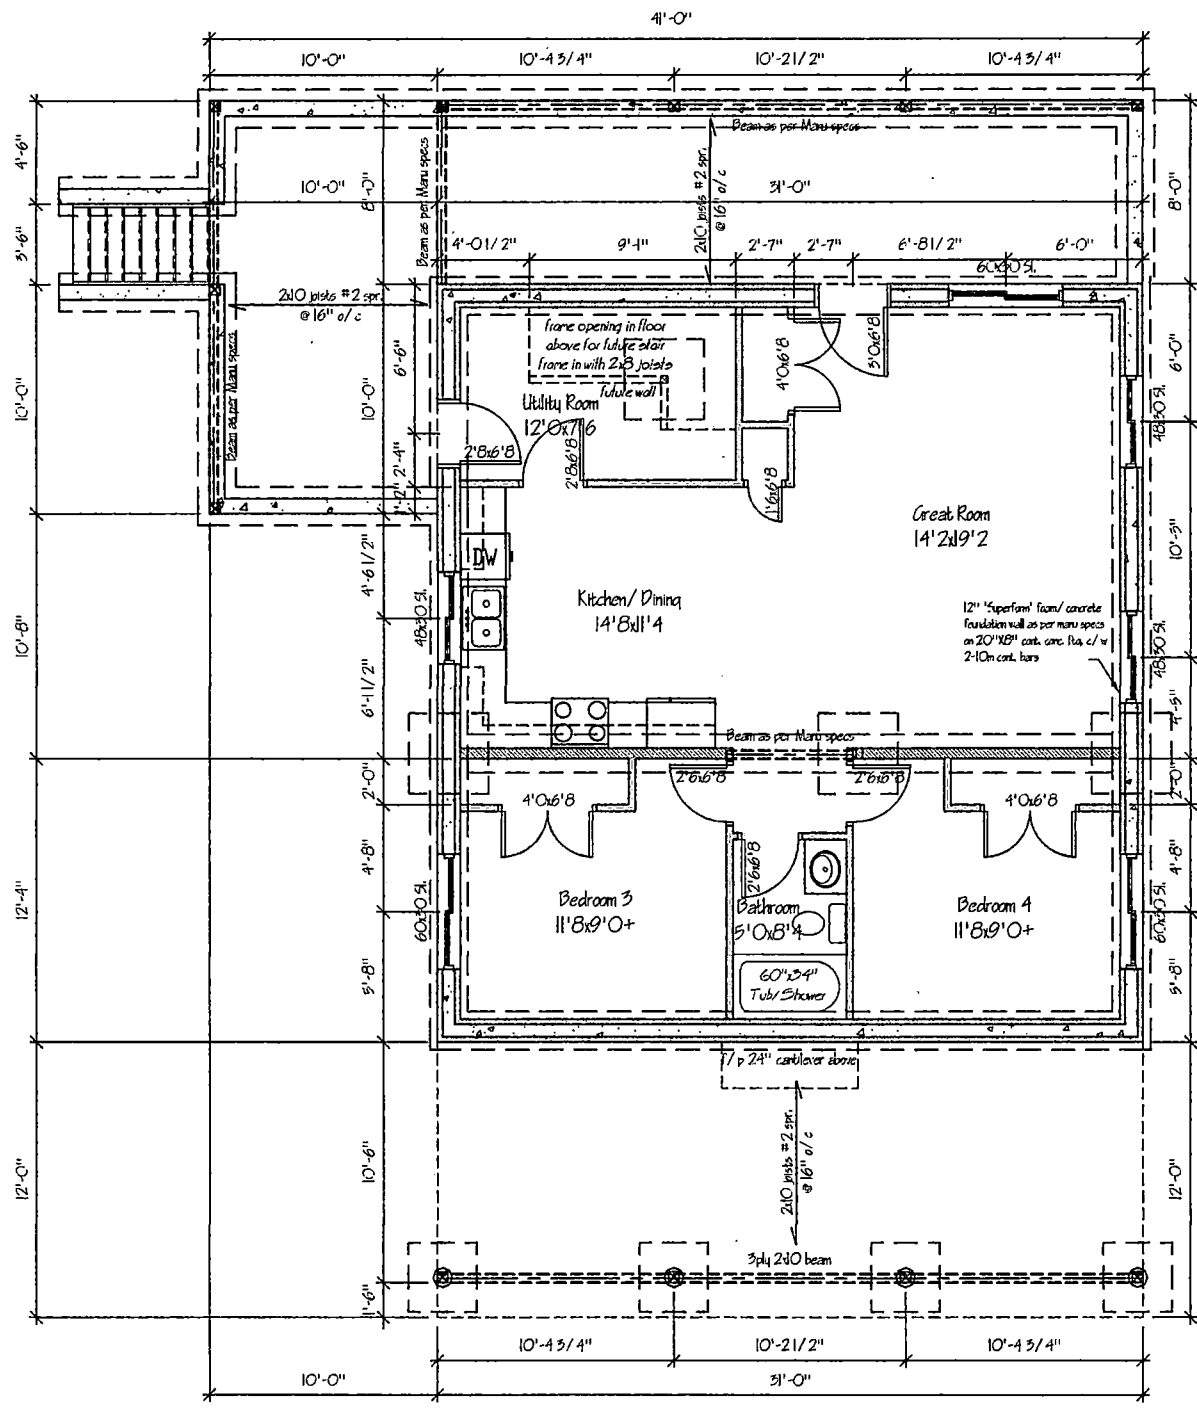 41'-0"
10'-0"
10'-4 3/4"
10'-2 1/2"
10'-4 3/4"
4'-6"
3'-6"
10'-0"
10'-8"
12'-4"
12'-0"
10'-0"
8'-0"
Beam as per Manu specs
Beam as per Manu specs
2x10 joists #2 spr.
@ 16" o/c
31'-0"
8'-0"
4'-0 1/2"
9'-1"
2'-7"
2'-7"
6'-8 1/2"
6'-0"
60x30 Sl.
2x10 joists #2 spr.
@ 16" o/c
Beam as per Manu specs
6'-6"
10'-0"
2'-4"
1'-2"
frame opening in floor
above for future stair
frame in with 2x8 joists
future wall
Utility Room
12'0x7'6
2'8x6'8
2'8x6'8
4'0x6'8
3'0x6'8
1'6x6'8
6'-0"
48x30 Sl.
Great Room
14'2x19'2
10'-3"
DW
Kitchen/Dining
14'8x11'4
4'-6 1/2"
48x30 Sl.
6'-1 1/2"
12" 'Superform' foam/concrete
foundation wall as per manu specs
on 20"X8" cont. conc. ftg. c/w
2-10m cont. bars
48x30 Sl.
4'-5"
Beam as per Manu specs
2'-0"
4'0x6'8
2'6x6'8
2'6x6'8
4'0x6'8
2'-0"
4'-8"
60x30 Sl.
5'-8"
2'6x6'8
Bedroom 3
11'8x9'0+
Bathroom
5'0x8'4
Bedroom 4
11'8x9'0+
4'-8"
60x30 Sl.
5'-8"
60"x34"
Tub/Shower
24" cantilever above
2x10 joists #2 spr.
@ 16" o/c
10'-6"
12'-0"
3ply 2x10 beam
1'-6"
10'-4 3/4"
10'-2 1/2"
10'-4 3/4"
10'-0"
31'-0"